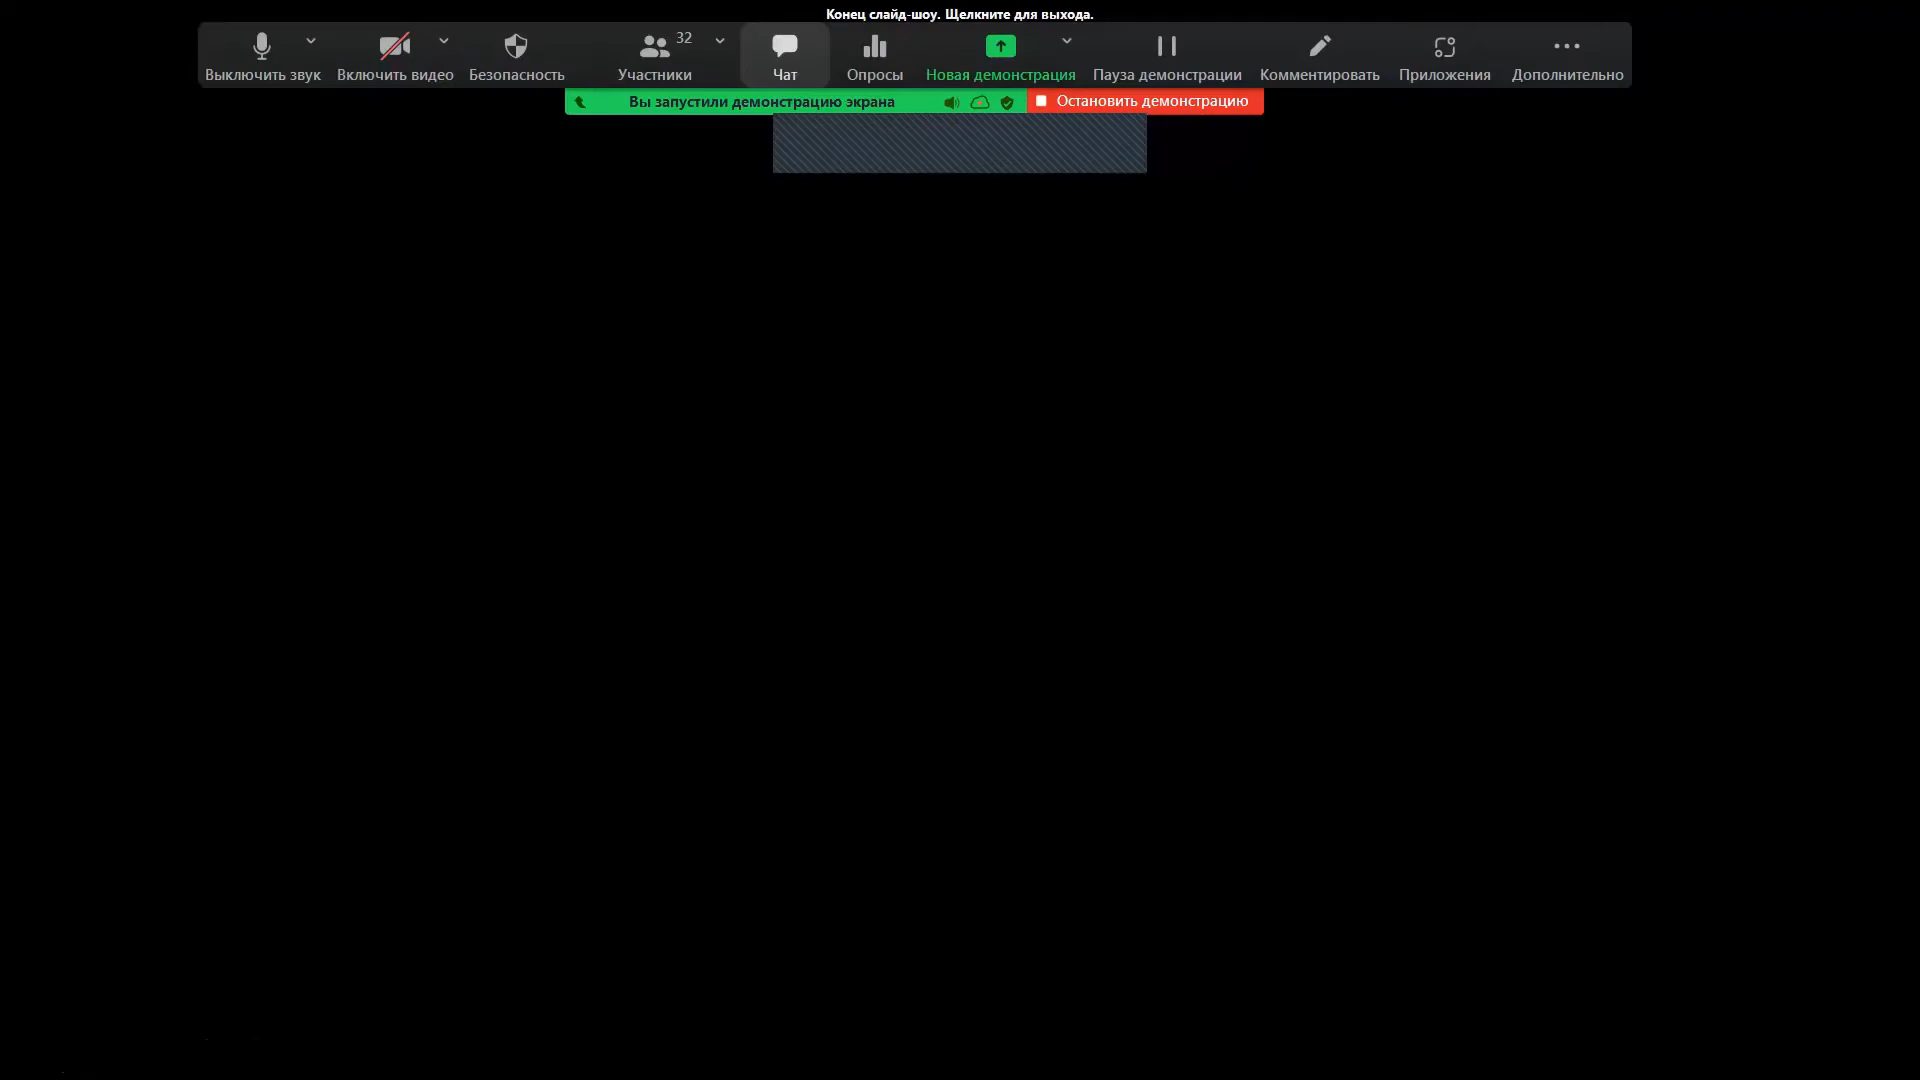 Конец слайд-шоу. Щелкните для выхода.
32
Выключить звук Включить видео Безопасность Участники Чат Опросы Новая демонстрация Пауза демонстрации Комментировать Приложения Дополнительно
Вы запустили демонстрацию экрана Остановить демонстрацию